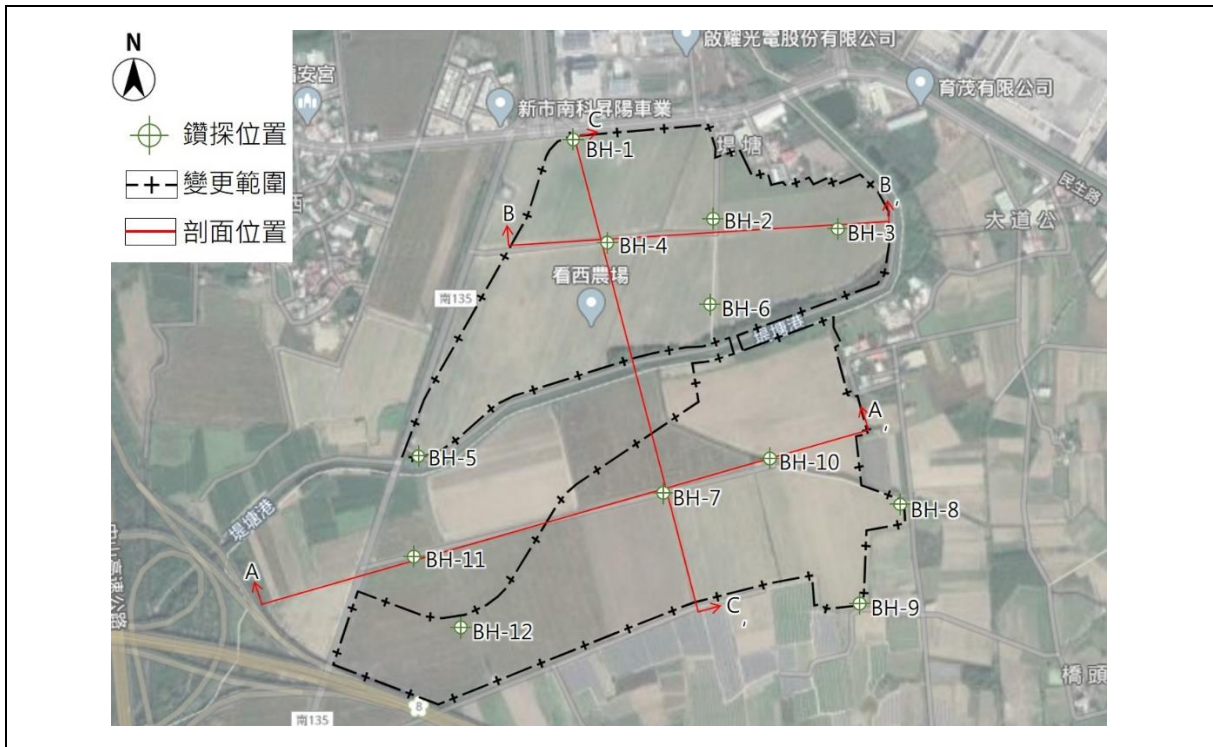 N
鑽探位置
變更範圍
剖面位置
啟耀光電股份有限公司
育茂有限公司
新市南科昇陽車業
安宮
西
堤塘
民生路
大道公
C
BH-1
B
BH-2
B'
BH-3
BH-4
看西農場
南135
BH-6
堤塘港
A'
BH-5
BH-10
BH-7
BH-8
堤塘港
中山高速公路
A
BH-11
C'
BH-9
BH-12
橋頭
8
南135